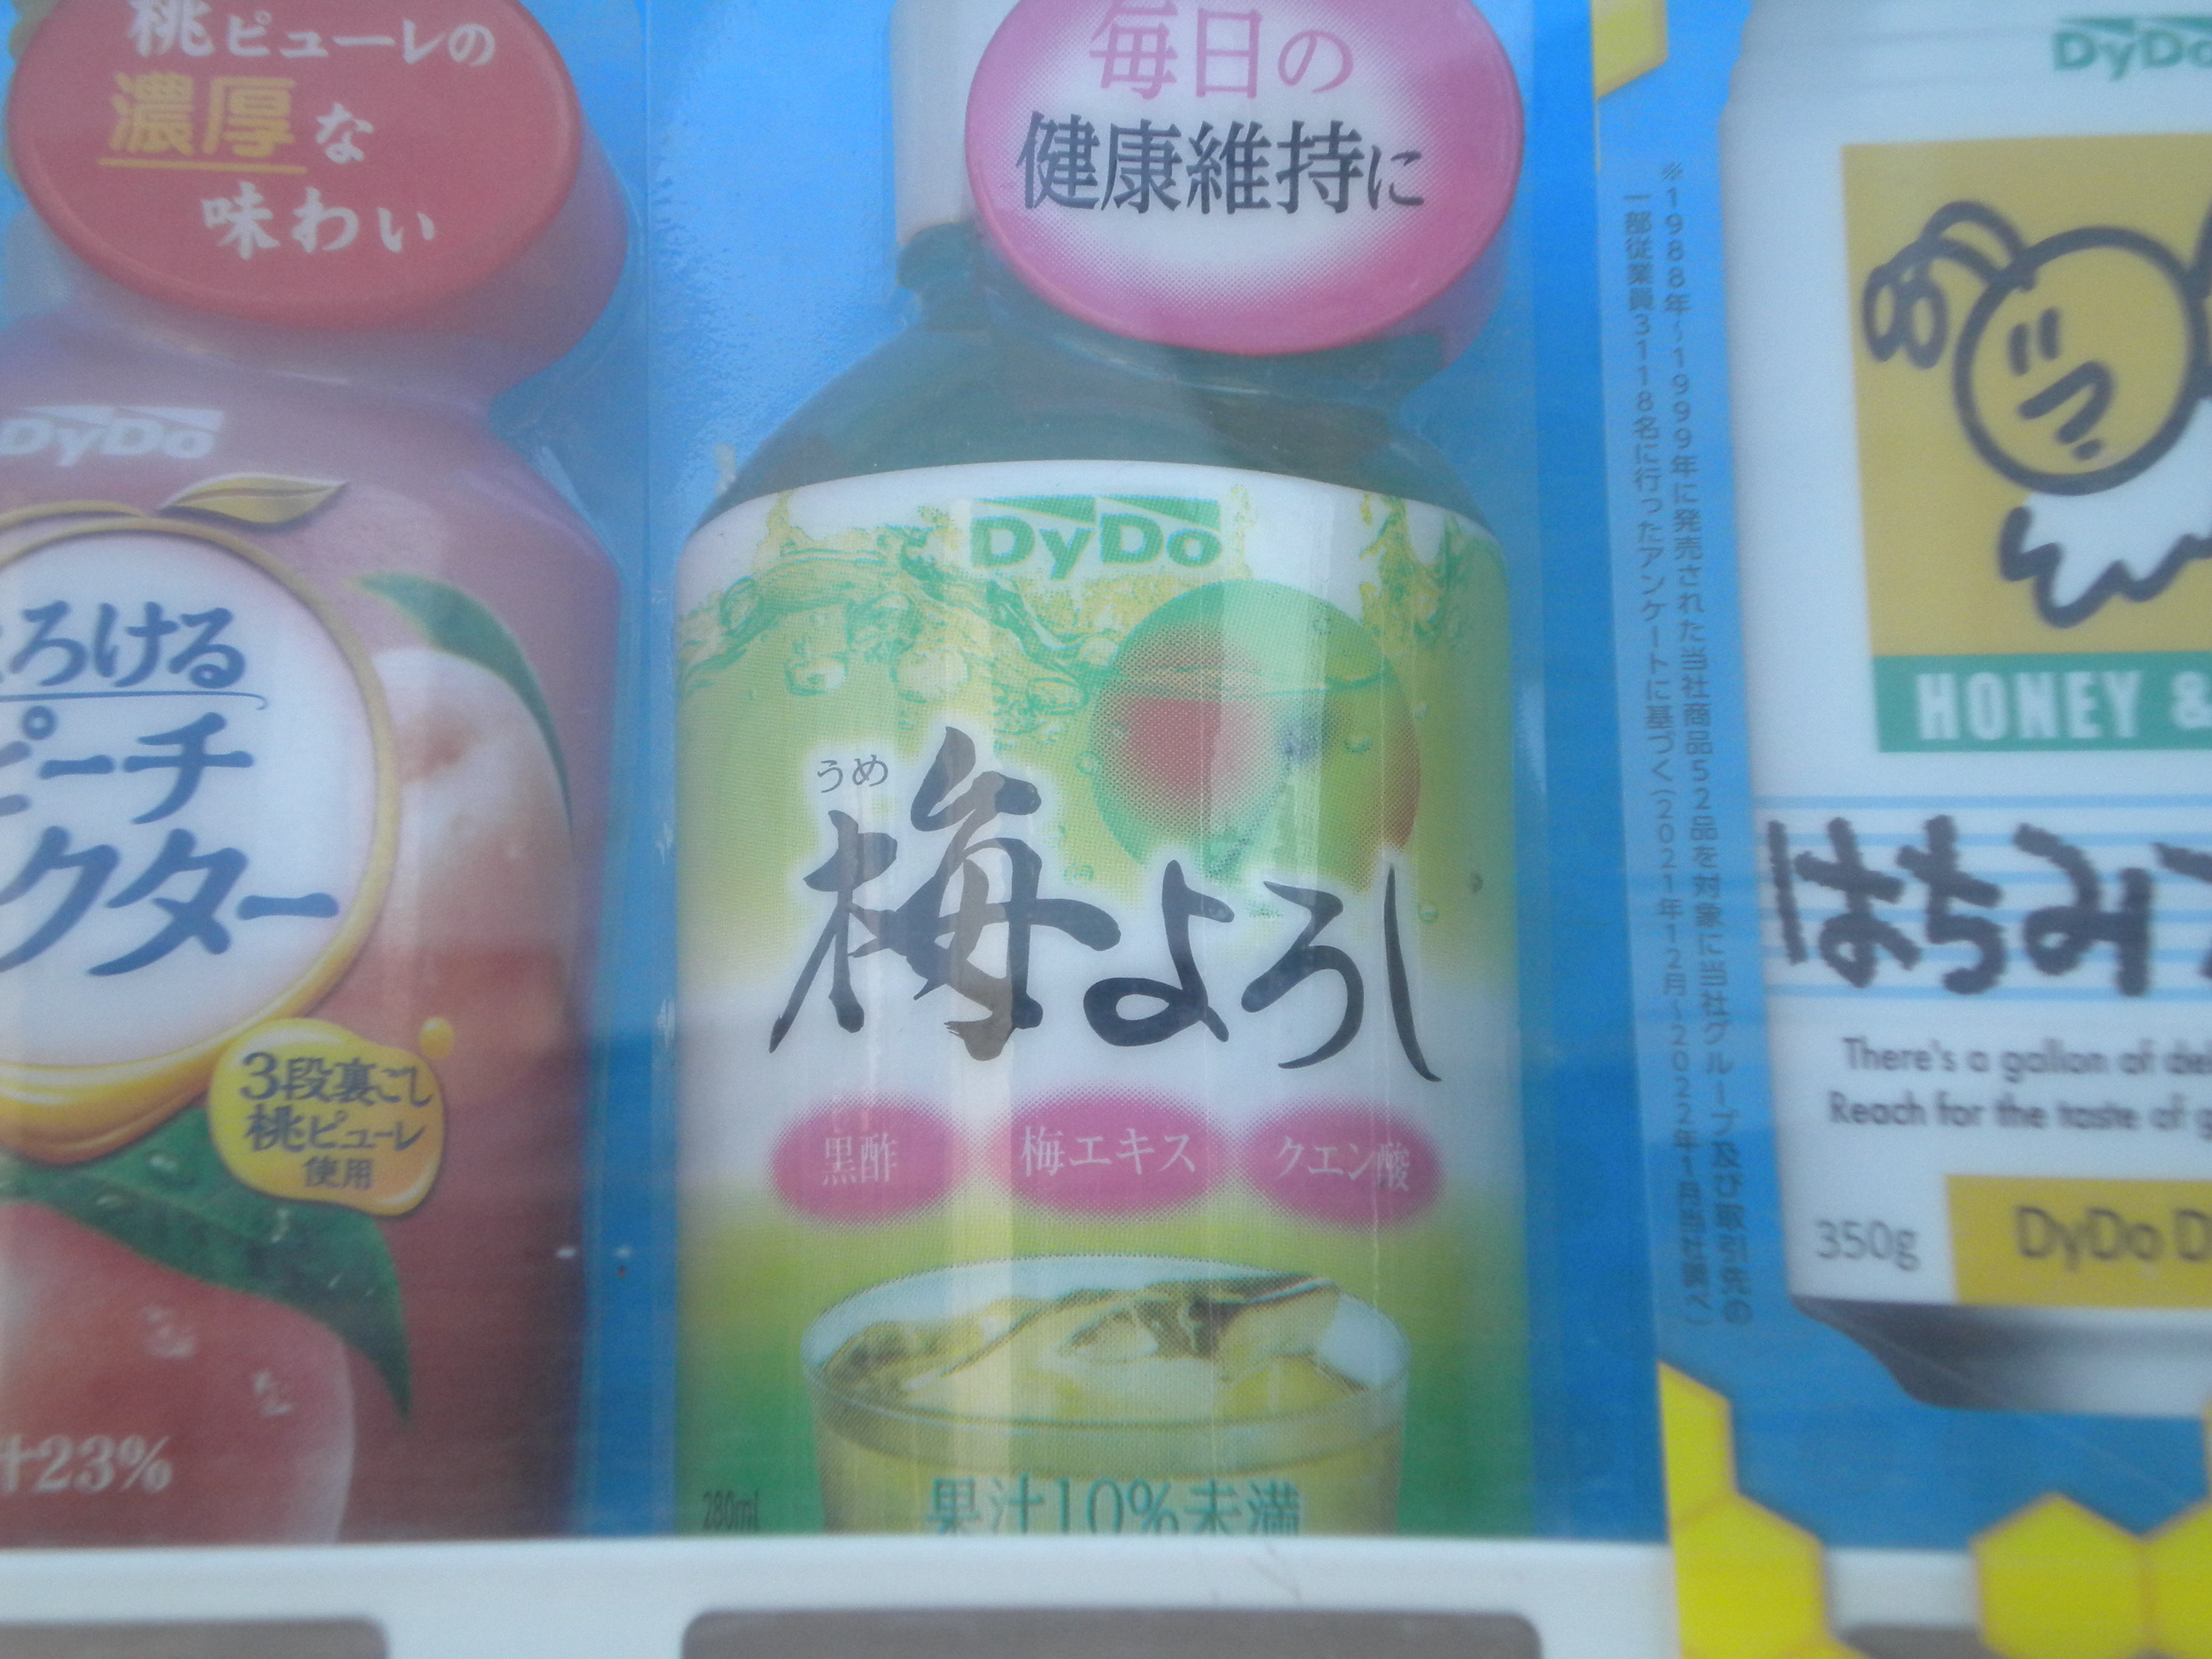 桃ピューレの
濃厚な
味わい
DyDo
ろける
ピーチ
クター
3段裏ごし
桃ピューレ
使用
汁23%
毎日の
健康維持に
DyDo
うめ
梅よろし
黒酢
梅エキス
クエン酸
280ml
果汁10%未満
※1988年～1999年に発売された当社商品52品を対象に当社グループ及び取引先の
一部従業員3118名に行ったアンケートに基づく(2021年12月～2022年1月当社調べ)
DyDo
HONEY &
はちみ
There's a gallon of
Reach for the taste of
350g
DyDo D